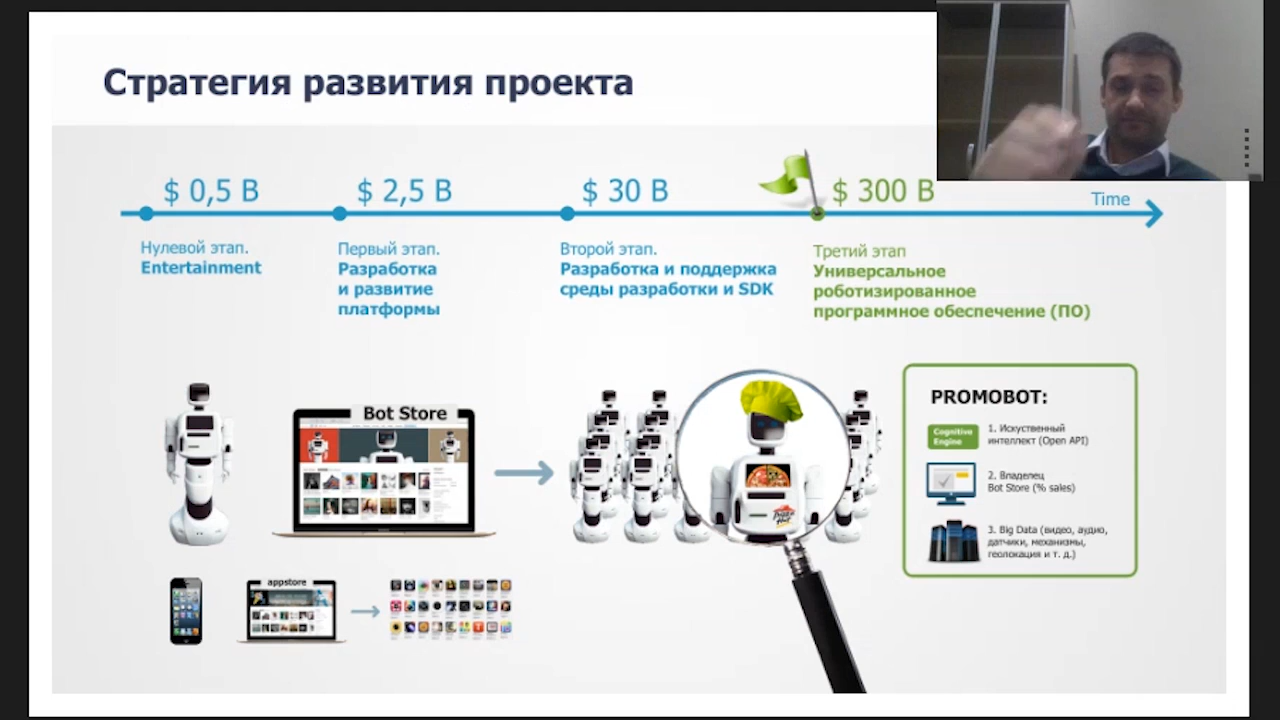 Стратегия развития проекта
$ 0,5 B
$ 2,5 B
$ 30 B
$ 300 B
Time
Нулевой этап.
Entertainment
Первый этап.
Разработка
и развитие
платформы
Второй этап.
Разработка и поддержка
среды разработки и SDK
Третий этап
Универсальное
роботизированное
программное обеспечение (ПО)
Bot Store
appstore
PROMOBOT:
Cognitive
Engine
1. Искуственный
интеллект (Open API)
2. Владелец
Bot Store (% sales)
3. Big Data (видео, аудио,
датчики, механизмы,
геолокация и т. д.)